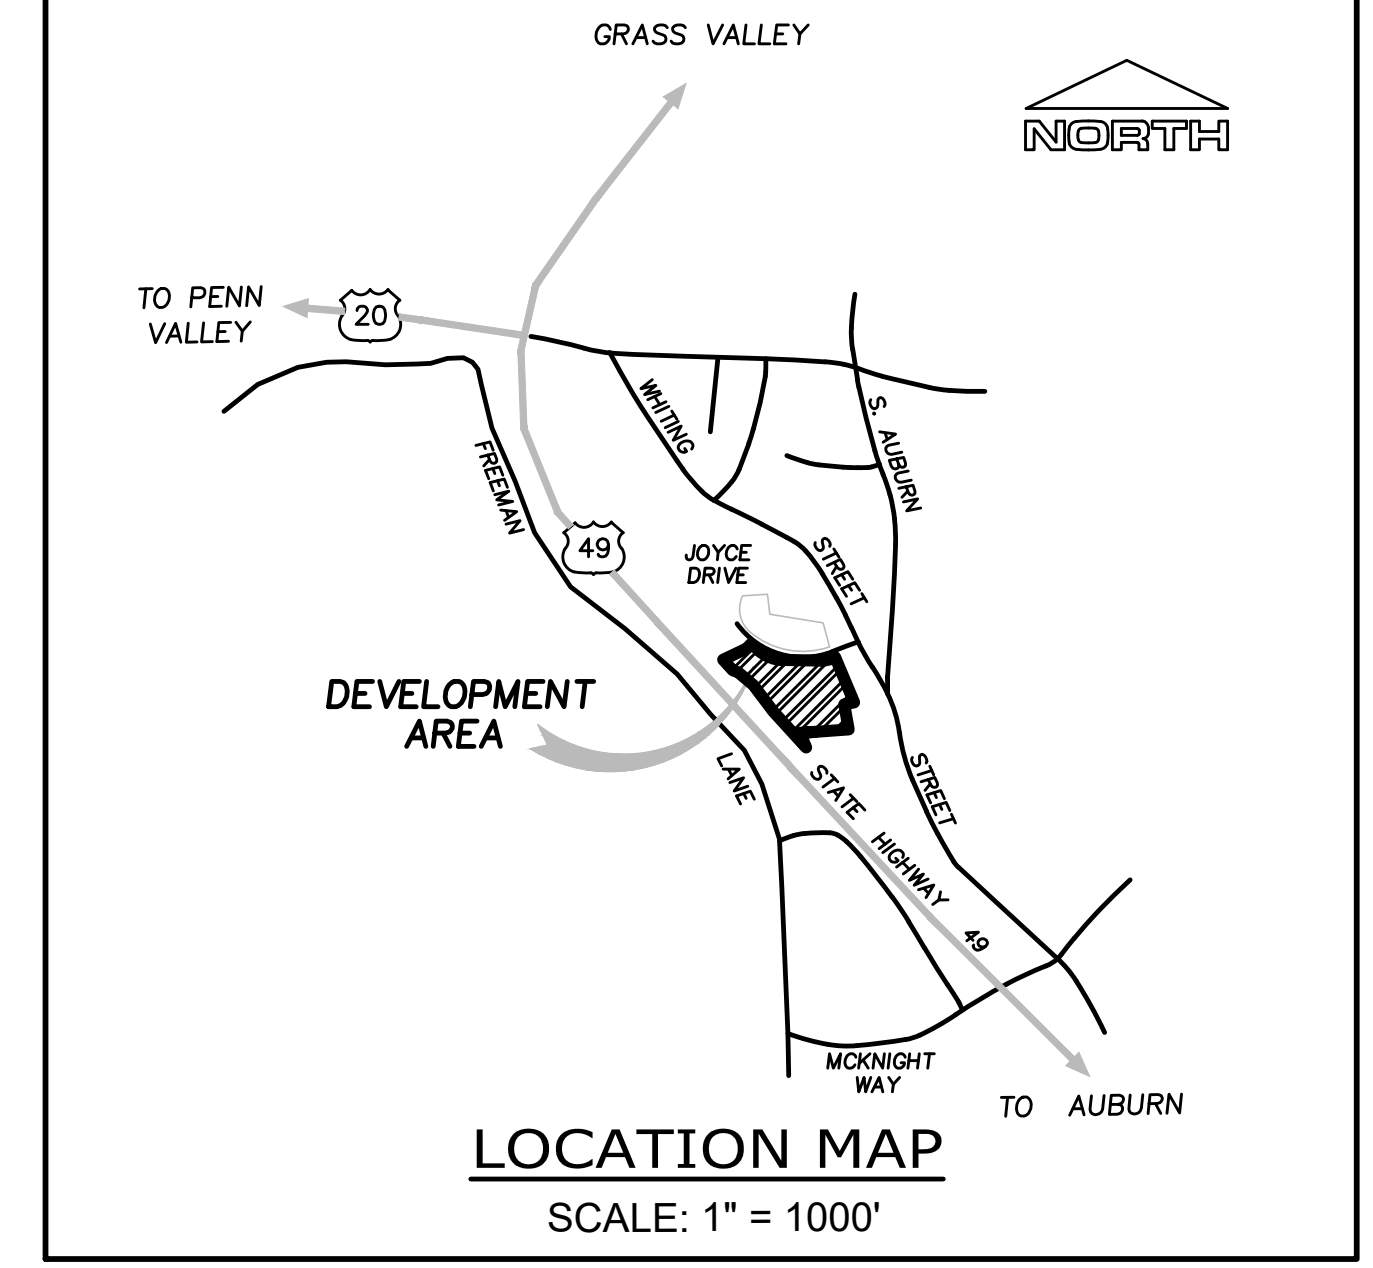 GRASS VALLEY
NORTH
TO PENN
VALLEY
20
WHITING
S. AUBURN
FREEMAN
49
JOYCE
DRIVE
STREET
DEVELOPMENT
AREA
LANE
STATE HIGHWAY 49
STREET
MCKNIGHT
WAY
TO AUBURN
LOCATION MAP
SCALE: 1" = 1000'